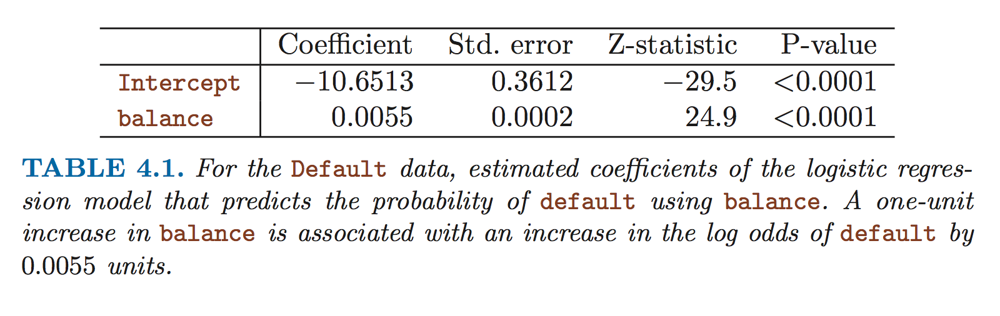 Coefficient Std. error Z-statistic P-value
Intercept −10.6513 0.3612 −29.5 <0.0001
balance 0.0055 0.0002 24.9 <0.0001
TABLE 4.1. For the Default data, estimated coefficients of the logistic regres-
sion model that predicts the probability of default using balance. A one-unit
increase in balance is associated with an increase in the log odds of default by
0.0055 units.